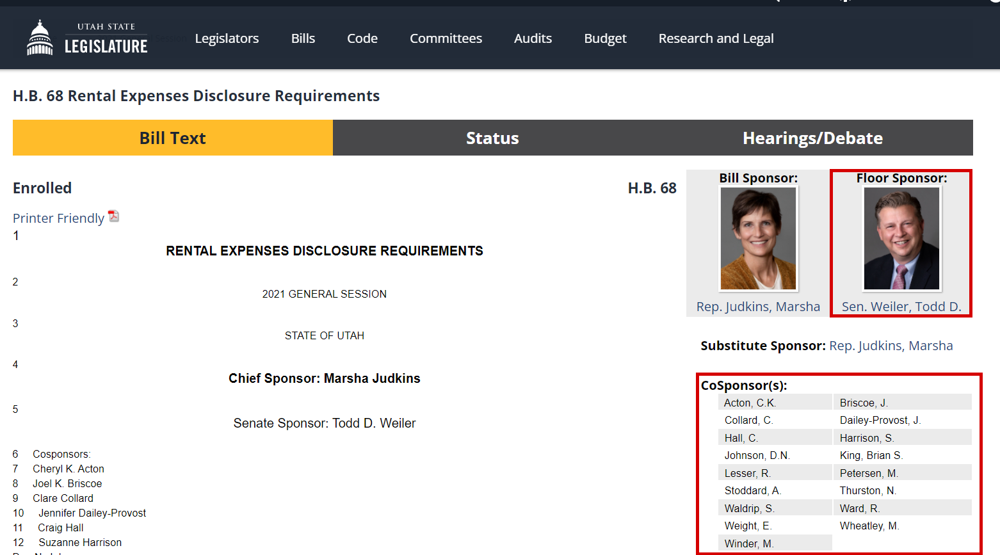 UTAH STATE
LEGISLATURE
Legislators
Bills
Code
Committees
Audits
Budget
Research and Legal
H.B. 68 Rental Expenses Disclosure Requirements
Bill Text
Status
Hearings/Debate
Enrolled
H.B. 68
Printer Friendly
1
RENTAL EXPENSES DISCLOSURE REQUIREMENTS
2
2021 GENERAL SESSION
3
STATE OF UTAH
4
Chief Sponsor: Marsha Judkins
5
Senate Sponsor: Todd D. Weiler
6 Cosponsors:
7 Cheryl K. Acton
8 Joel K. Briscoe
9 Clare Collard
10 Jennifer Dailey-Provost
11 Craig Hall
12 Suzanne Harrison
Bill Sponsor:
Rep. Judkins, Marsha
Floor Sponsor:
Sen. Weiler, Todd D.
Substitute Sponsor: Rep. Judkins, Marsha
CoSponsor(s):
Acton, C.K. Briscoe, J.
Collard, C. Dailey-Provost, J.
Hall, C. Harrison, S.
Johnson, D.N. King, Brian S.
Lesser, R. Petersen, M.
Stoddard, A. Thurston, N.
Waldrip, S. Ward, R.
Weight, E. Wheatley, M.
Winder, M.